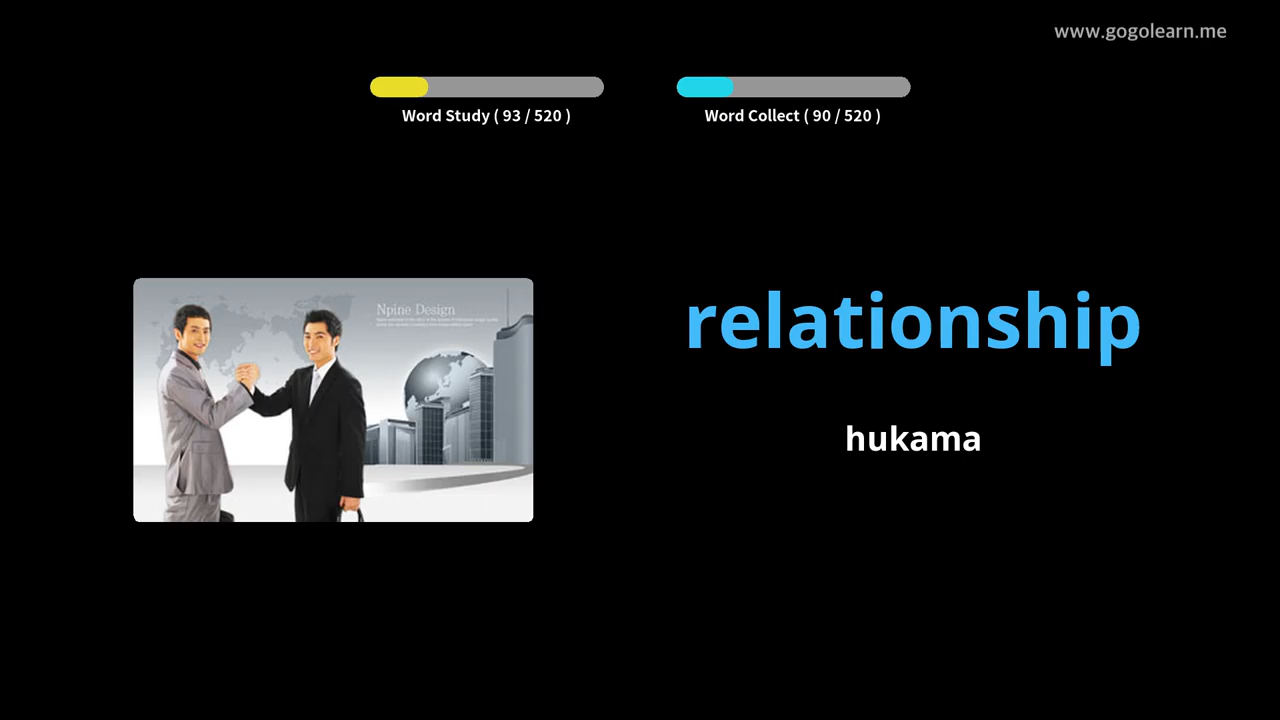 www.gogolearn.me
Word Study ( 93 / 520 )
Word Collect ( 90 / 520 )
Npine Design
relationship
hukama